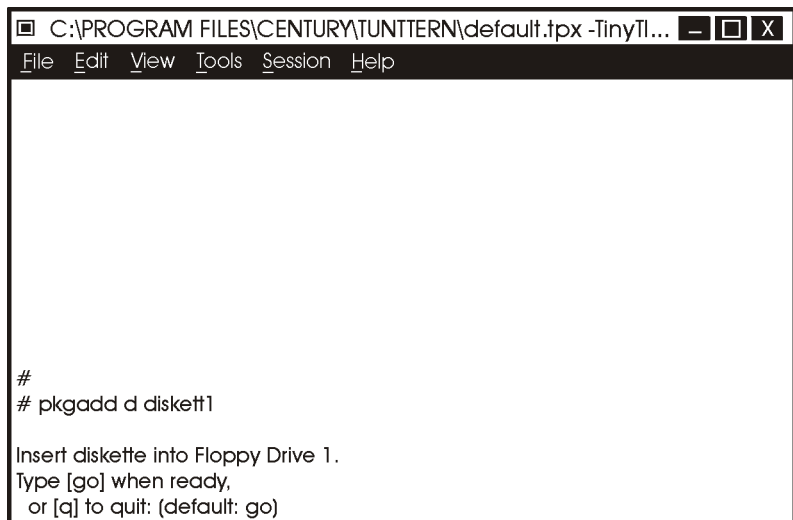 C:\PROGRAM FILES\CENTURY\TUNTTERN\default.tpx -TinyTl...
File Edit View Tools Session Help
#
# pkgadd d diskett1
Insert diskette into Floppy Drive 1.
Type [go] when ready,
or [q] to quit: (default: go)